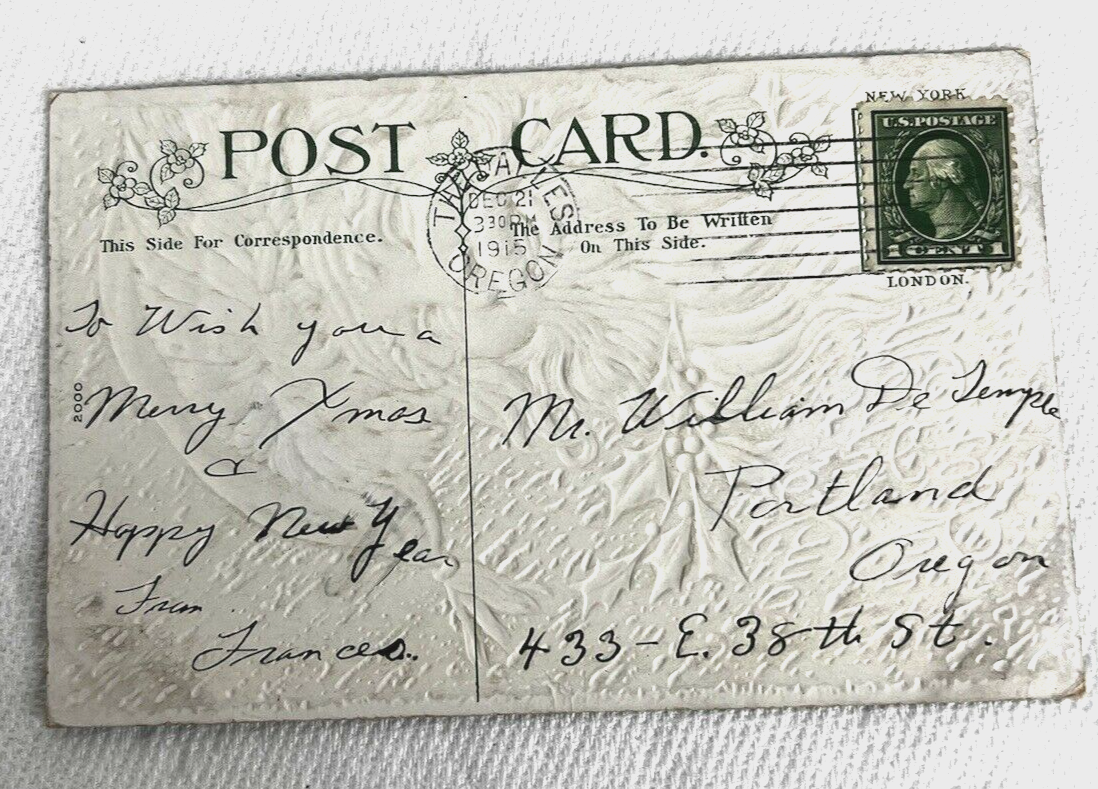 POST CARD.
NEW YORK
U.S. POSTAGE
1 CENT 1
LONDON.
THE DALLES
DEC 21
330 PM
1915
OREGON
This Side For Correspondence.
The Address To Be Written
On This Side.
To Wish you a
Merry Xmas
a
Happy New Year
From
Frances.
2000
Mr. William De Temple
Portland
Oregon
433 - E. 38th St.